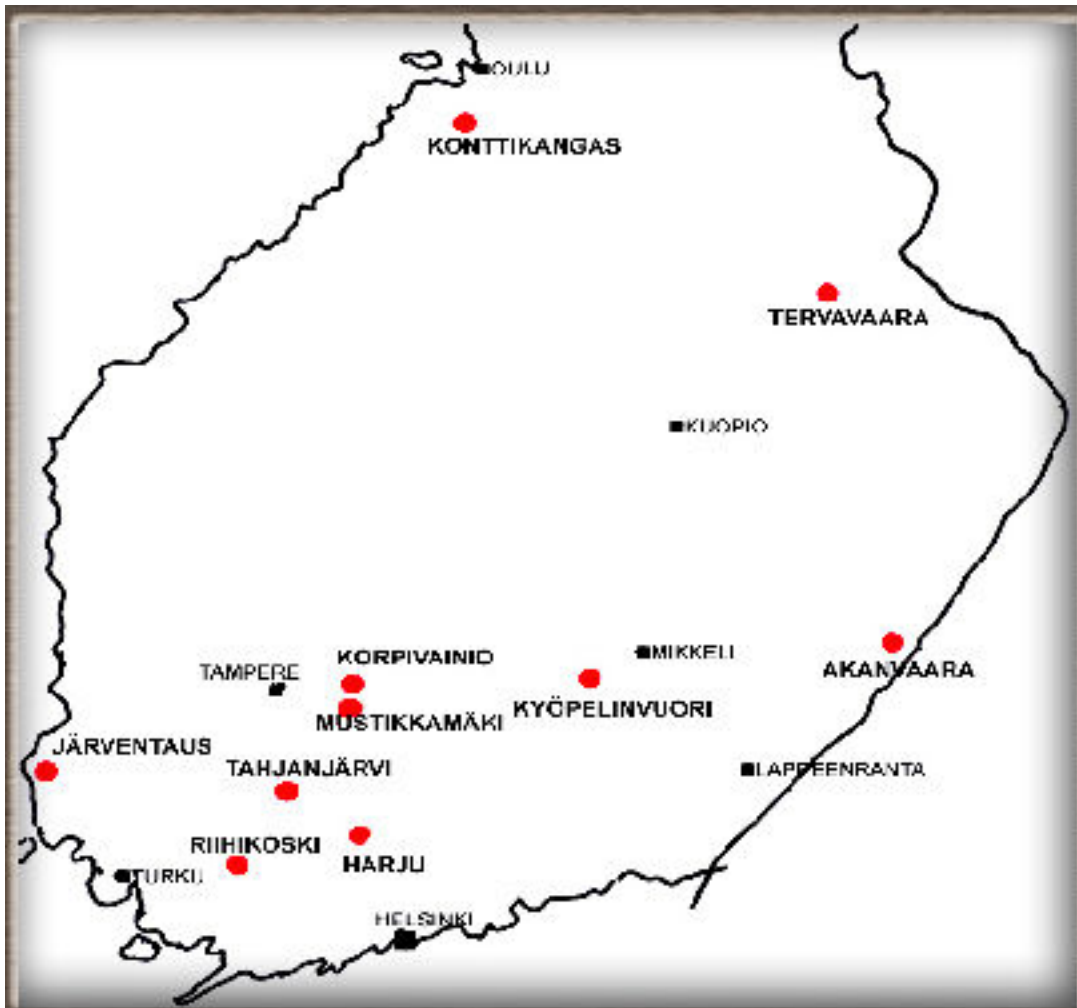 OULU
KONTTIKANGAS
TERVAVAARA
KUOPIO
KORPIVAINIO
MIKKELI
TAMPERE
AKANVAARA
KYÖPELINVUORI
MUSTIKKAMÄKI
JÄRVENTAUS
TAHJANJÄRVI
LAPPEENRANTA
RIIHIKOSKI
HARJU
TURKU
HELSINKI